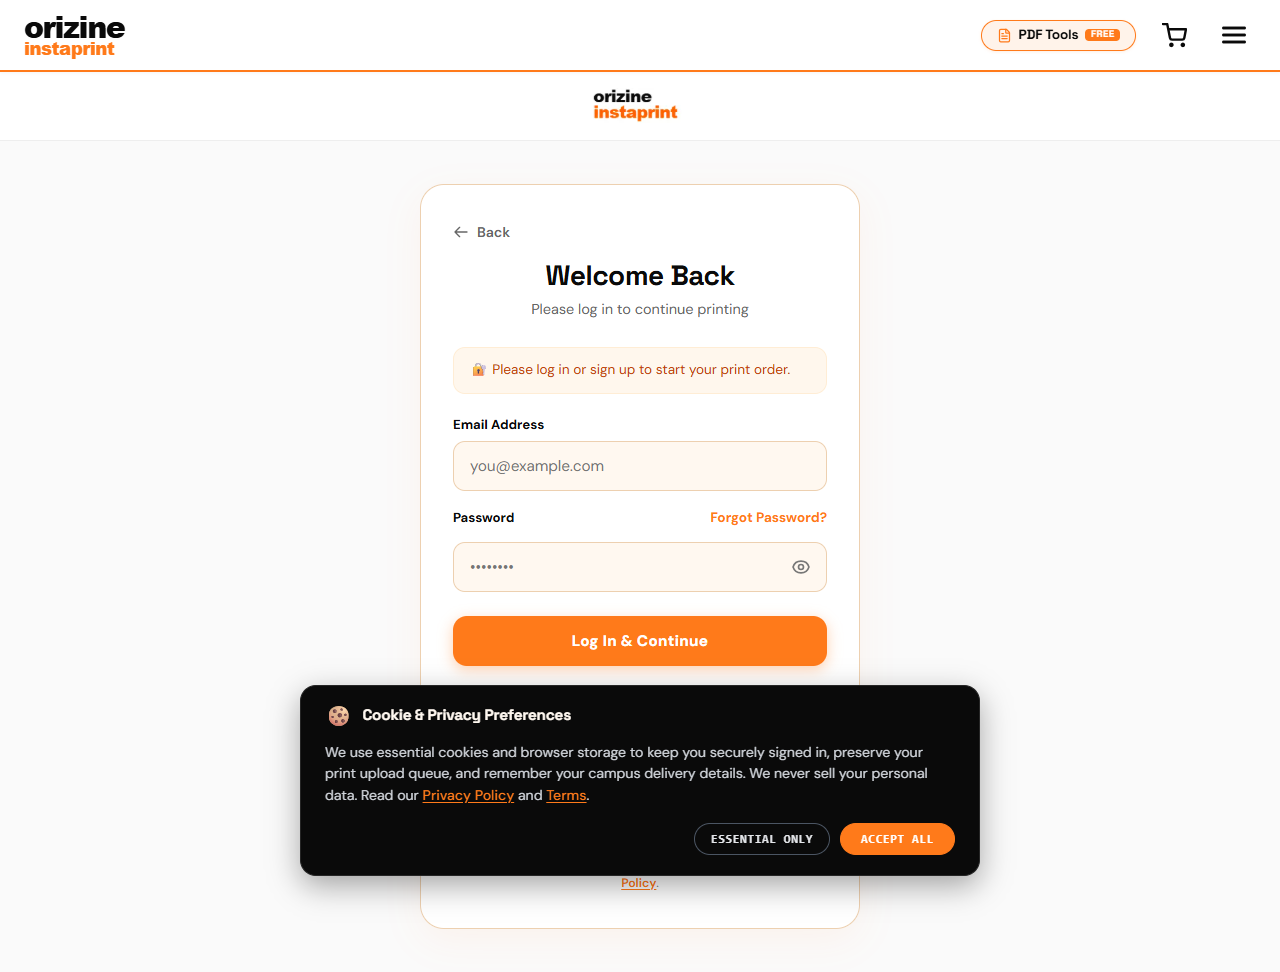 orizine
instaprint
PDF Tools FREE
orizine
instaprint
Back
Welcome Back
Please log in to continue printing
Please log in or sign up to start your print order.
Email Address
you@example.com
Password Forgot Password?
••••••••
Log In & Continue
Cookie & Privacy Preferences
We use essential cookies and browser storage to keep you securely signed in, preserve your
print upload queue, and remember your campus delivery details. We never sell your personal
data. Read our Privacy Policy and Terms.
ESSENTIAL ONLY ACCEPT ALL
Policy.